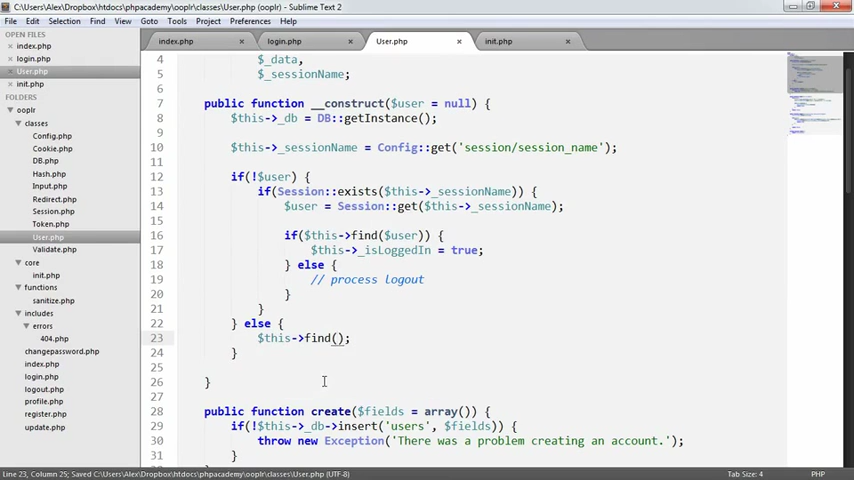 C:\Users\Alex\Dropbox\htdocs\phpacademy\ooplr\classes\User.php (ooplr) - Sublime Text 2
File Edit Selection Find View Goto Tools Project Preferences Help
OPEN FILES
index.php
login.php
User.php
init.php
FOLDERS
ooplr
classes
Config.php
Cookie.php
DB.php
Hash.php
Input.php
Redirect.php
Session.php
Token.php
User.php
Validate.php
core
init.php
functions
sanitize.php
includes
errors
404.php
changepassword.php
index.php
login.php
logout.php
profile.php
register.php
update.php
index.php login.php User.php init.php
4 $_data,
5 $_sessionName;
6
7 public function __construct($user = null) {
8 $this->_db = DB::getInstance();
9
10 $this->_sessionName = Config::get('session/session_name');
11
12 if(!$user) {
13 if(Session::exists($this->_sessionName)) {
14 $user = Session::get($this->_sessionName);
15
16 if($this->find($user)) {
17 $this->_isLoggedIn = true;
18 } else {
19 // process logout
20 }
21 }
22 } else {
23 $this->find();
24 }
25
26 }
27
28 public function create($fields = array()) {
29 if(!$this->_db->insert('users', $fields)) {
30 throw new Exception('There was a problem creating an account.');
31 }
Line 23, Column 25; Saved C:\Users\Alex\Dropbox\htdocs\phpacademy\ooplr\classes\User.php (UTF-8) Tab Size: 4 PHP